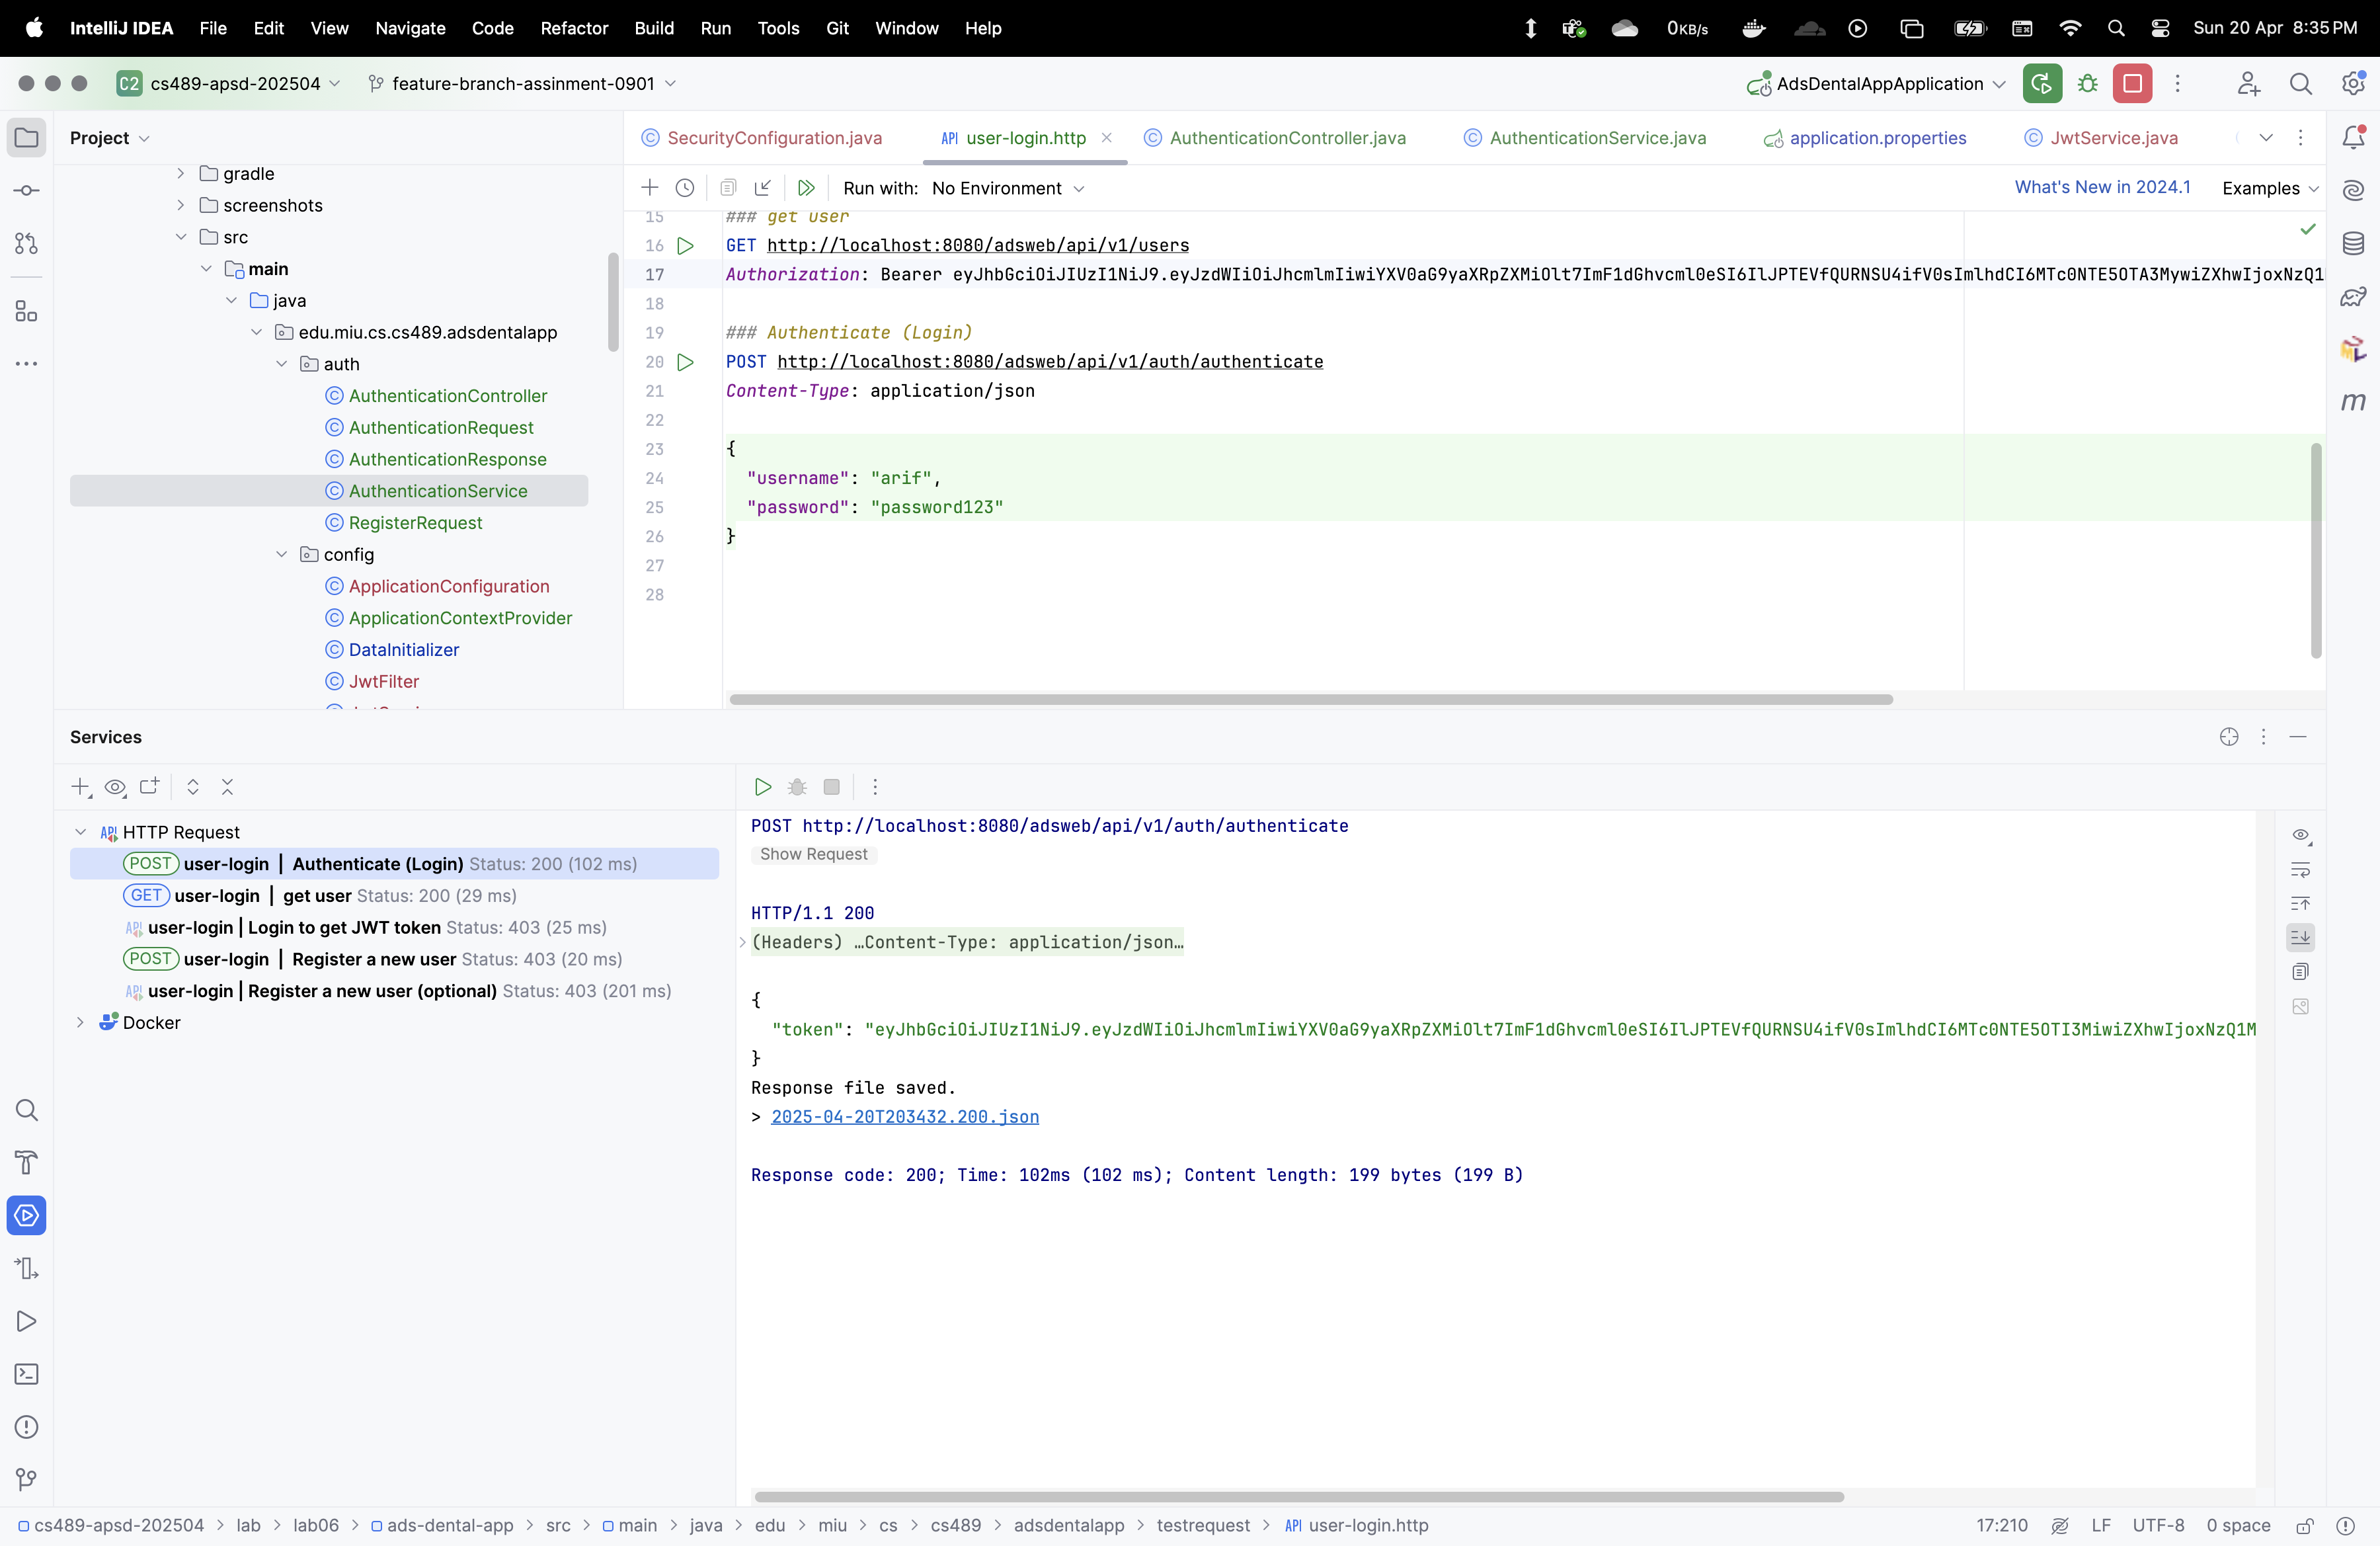 IntelliJ IDEA File Edit View Navigate Code Refactor Build Run Tools Git Window Help 0KB/s Sun 20 Apr 8:35 PM
C2 cs489-apsd-202504 feature-branch-assinment-0901 AdsDentalAppApplication
Project
SecurityConfiguration.java API user-login.http AuthenticationController.java AuthenticationService.java application.properties JwtService.java
gradle
screenshots
src
main
java
edu.miu.cs.cs489.adsdentalapp
auth
AuthenticationController
AuthenticationRequest
AuthenticationResponse
AuthenticationService
RegisterRequest
config
ApplicationConfiguration
ApplicationContextProvider
DataInitializer
JwtFilter
Run with: No Environment What's New in 2024.1 Examples
15 ### get user
16 GET http://localhost:8080/adsweb/api/v1/users
17 Authorization: Bearer eyJhbGciOiJIUzI1NiJ9.eyJzdWIiOiJhcmlmIiwiYXV0aG9yaXRpZXMiOlt7ImF1dGhvcml0eSI6IlJPTEVfQURNSU4ifV0sImlhdCI6MTc0NTE5OTA3MywiZXhwIjoxNzQ1
18
19 ### Authenticate (Login)
20 POST http://localhost:8080/adsweb/api/v1/auth/authenticate
21 Content-Type: application/json
22
23 {
24 "username": "arif",
25 "password": "password123"
26 }
27
28
Services
HTTP Request
POST user-login | Authenticate (Login) Status: 200 (102 ms)
GET user-login | get user Status: 200 (29 ms)
API user-login | Login to get JWT token Status: 403 (25 ms)
POST user-login | Register a new user Status: 403 (20 ms)
API user-login | Register a new user (optional) Status: 403 (201 ms)
Docker
POST http://localhost:8080/adsweb/api/v1/auth/authenticate
Show Request
HTTP/1.1 200
(Headers) …Content-Type: application/json…
{
"token": "eyJhbGciOiJIUzI1NiJ9.eyJzdWIiOiJhcmlmIiwiYXV0aG9yaXRpZXMiOlt7ImF1dGhvcml0eSI6IlJPTEVfQURNSU4ifV0sImlhdCI6MTc0NTE5OTI3MiwiZXhwIjoxNzQ1M
}
Response file saved.
> 2025-04-20T203432.200.json
Response code: 200; Time: 102ms (102 ms); Content length: 199 bytes (199 B)
cs489-apsd-202504 > lab > lab06 > ads-dental-app > src > main > java > edu > miu > cs > cs489 > adsdentalapp > testrequest > API user-login.http 17:210 LF UTF-8 0 space